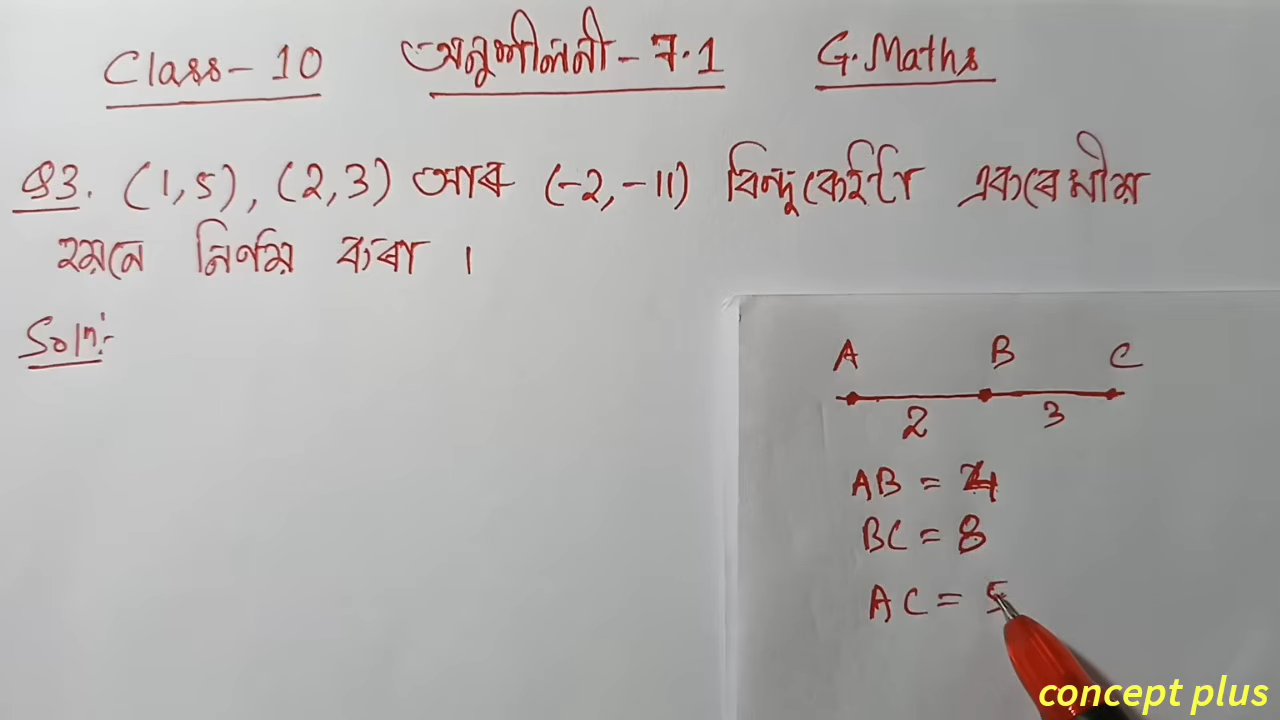 Class-10 অনুশীলনী-7.1 G.Maths
Q3. (1,5), (2,3) আৰু (-2,-11) বিন্দুকেইটা একৰেখীয়
হয়নে নিৰ্ণয় কৰা ।
Soln:-
A B C
2 3
AB = 4
BC = 8
AC = 5
concept plus